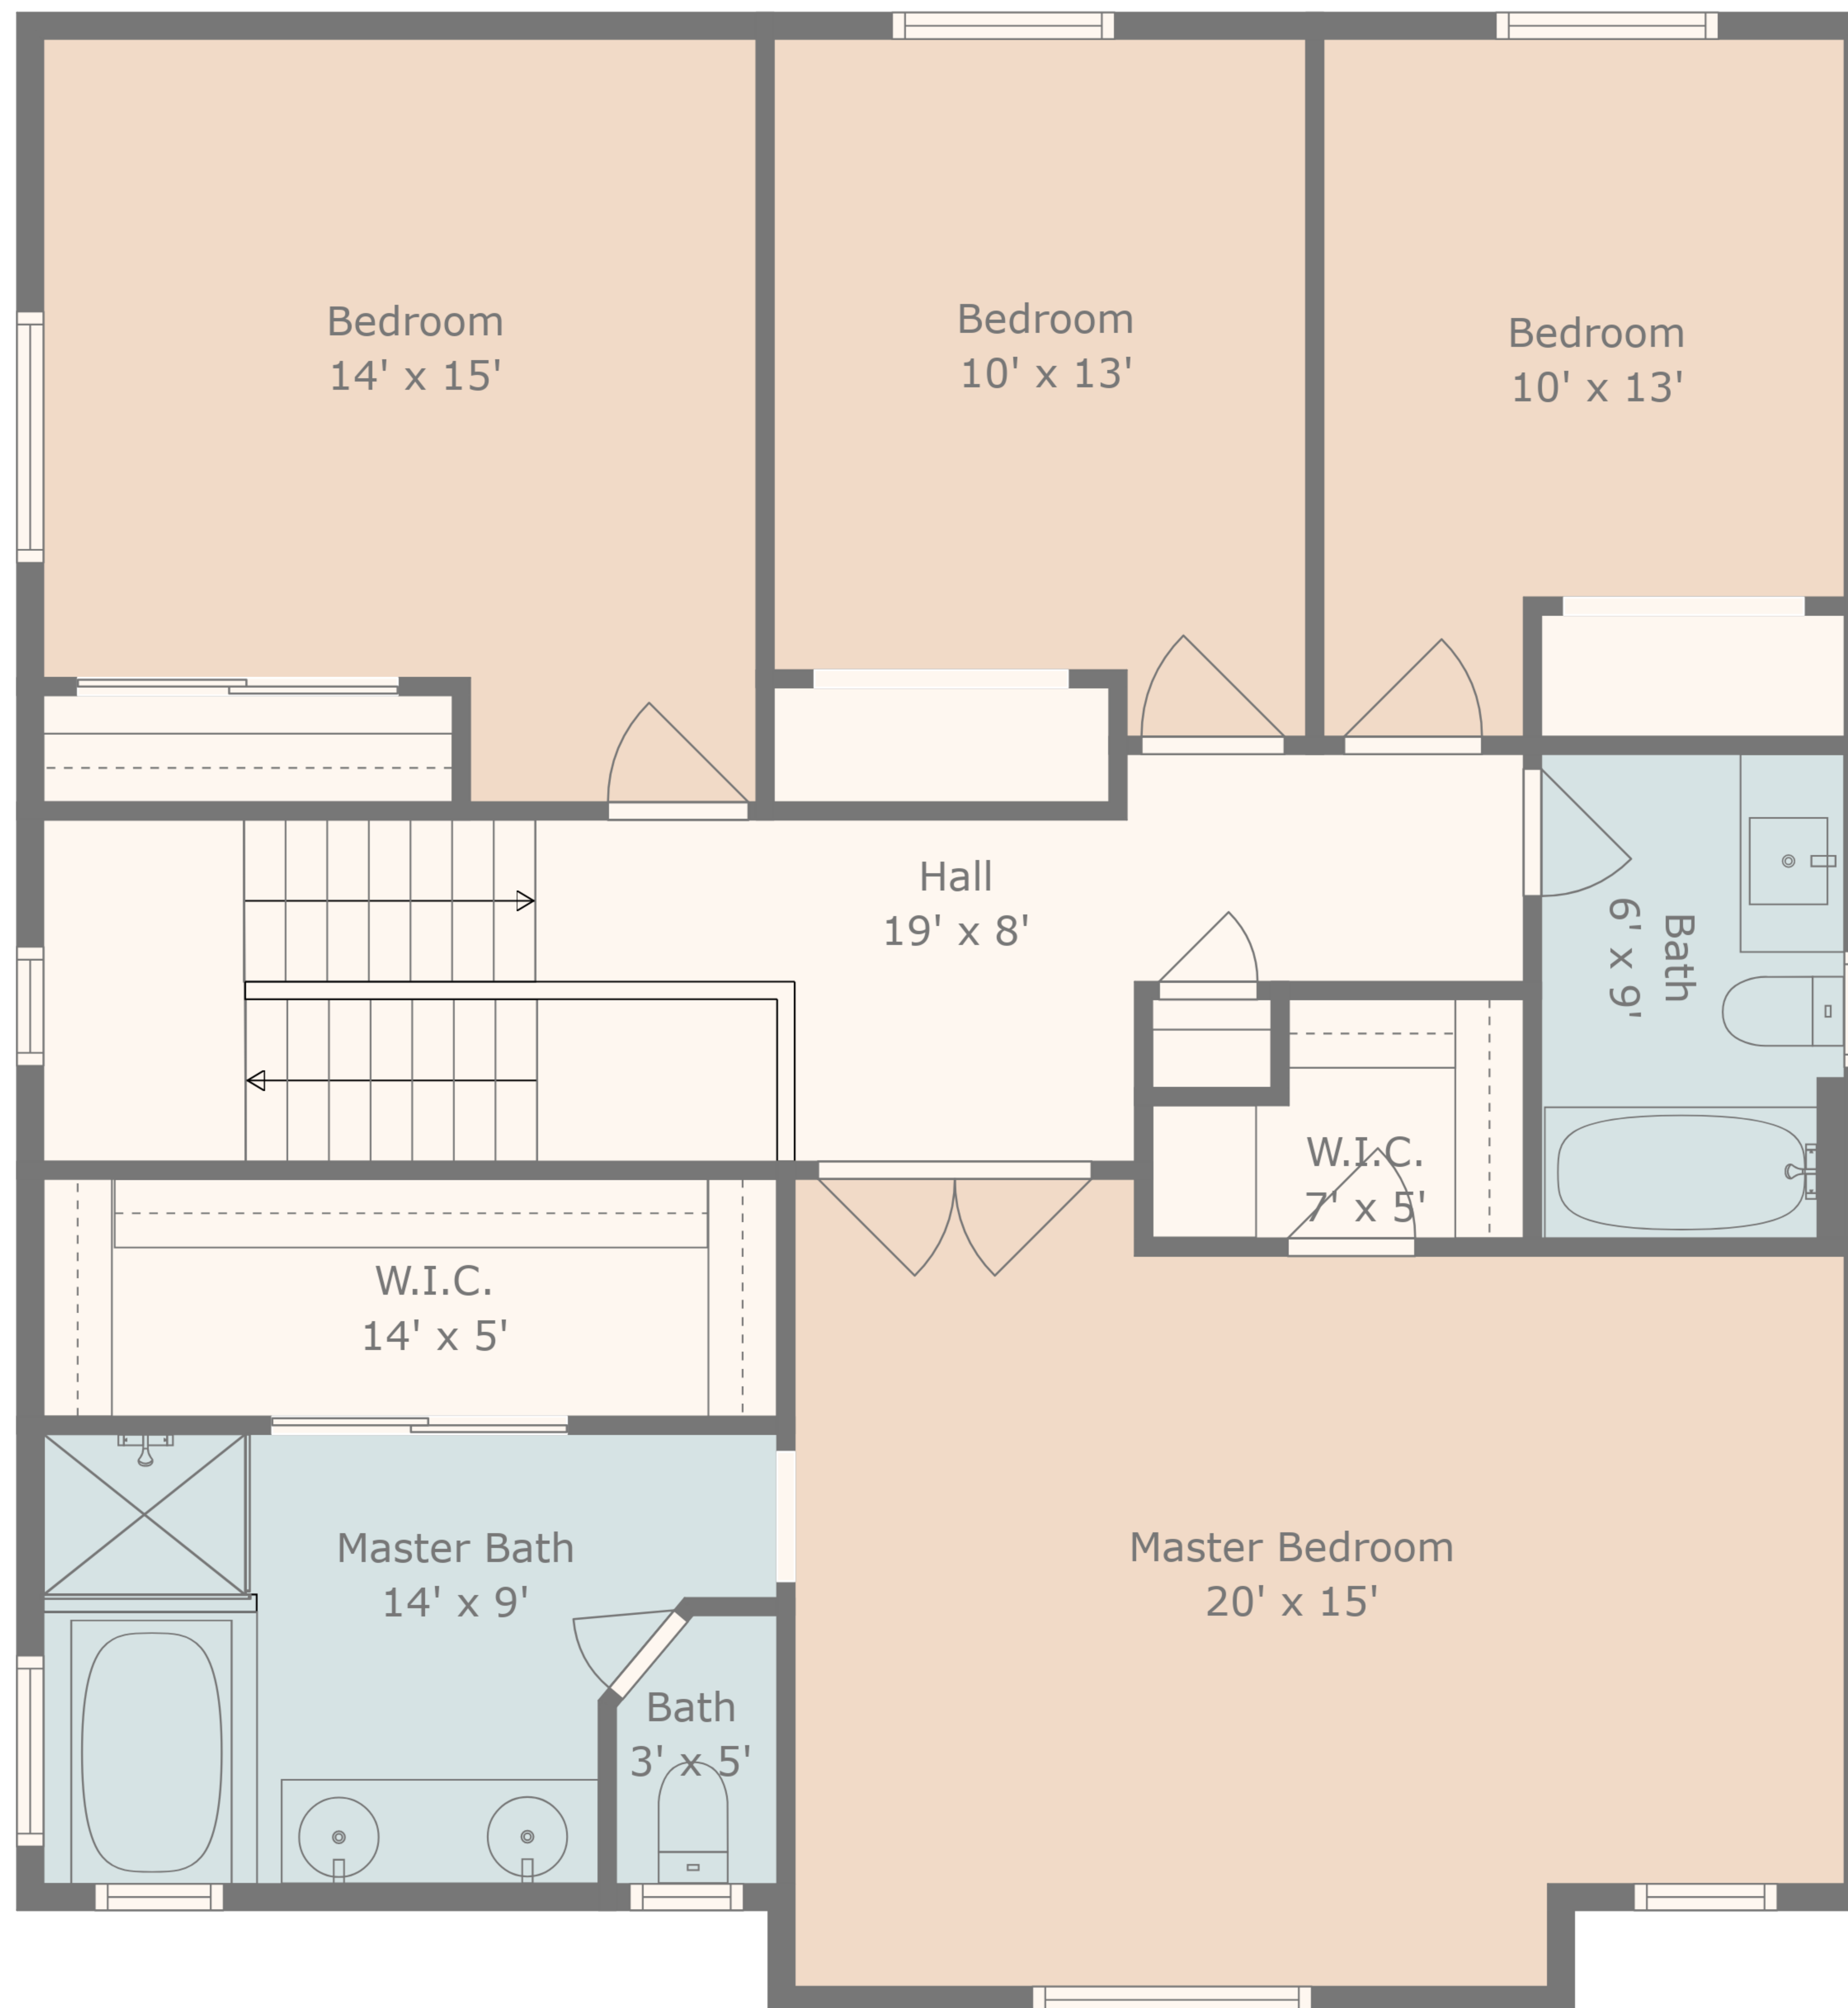 Bedroom
14' x 15'
Bedroom
10' x 13'
Bedroom
10' x 13'
Hall
19' x 8'
Bath
6' x 9'
W.I.C.
7' x 5'
W.I.C.
14' x 5'
Master Bath
14' x 9'
Master Bedroom
20' x 15'
Bath
3' x 5'